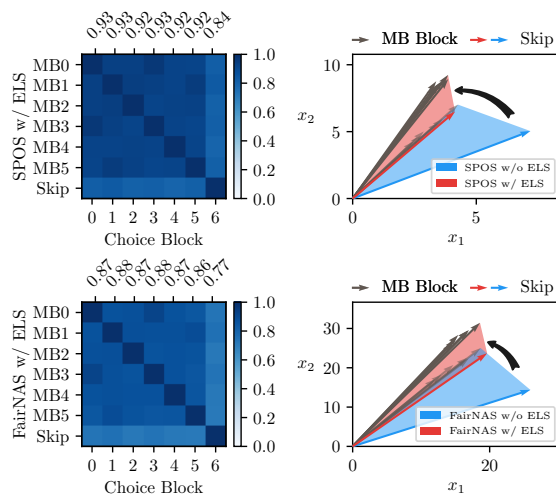 0.93 0.93 0.92 0.93 0.92 0.92 0.84
SPOS w/ ELS
MB0
MB1
MB2
MB3
MB4
MB5
Skip
0 1 2 3 4 5 6
Choice Block
1.0
0.8
0.6
0.4
0.2
0.0
MB Block Skip
10
5
0
x2
0 5
x1
SPOS w/o ELS
SPOS w/ ELS
0.87 0.88 0.87 0.88 0.87 0.86 0.77
FairNAS w/ ELS
MB0
MB1
MB2
MB3
MB4
MB5
Skip
0 1 2 3 4 5 6
Choice Block
1.0
0.8
0.6
0.4
0.2
0.0
MB Block Skip
30
20
10
0
x2
0 20
x1
FairNAS w/o ELS
FairNAS w/ ELS